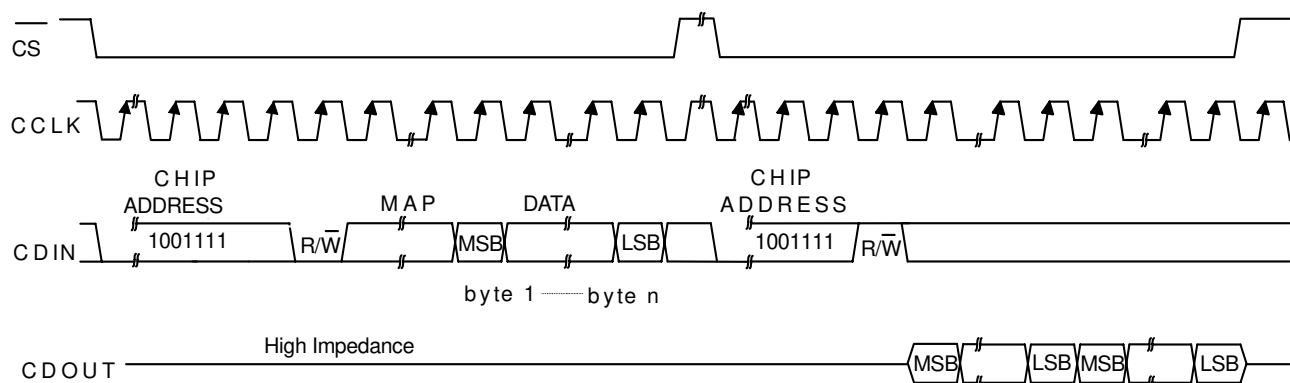 CS
CCLK
CHIP
ADDRESS
MAP
DATA
CHIP
ADDRESS
CDIN
1001111
R/W
MSB
LSB
1001111
R/W
byte 1
byte n
High Impedance
CDOUT
MSB
LSB
MSB
LSB